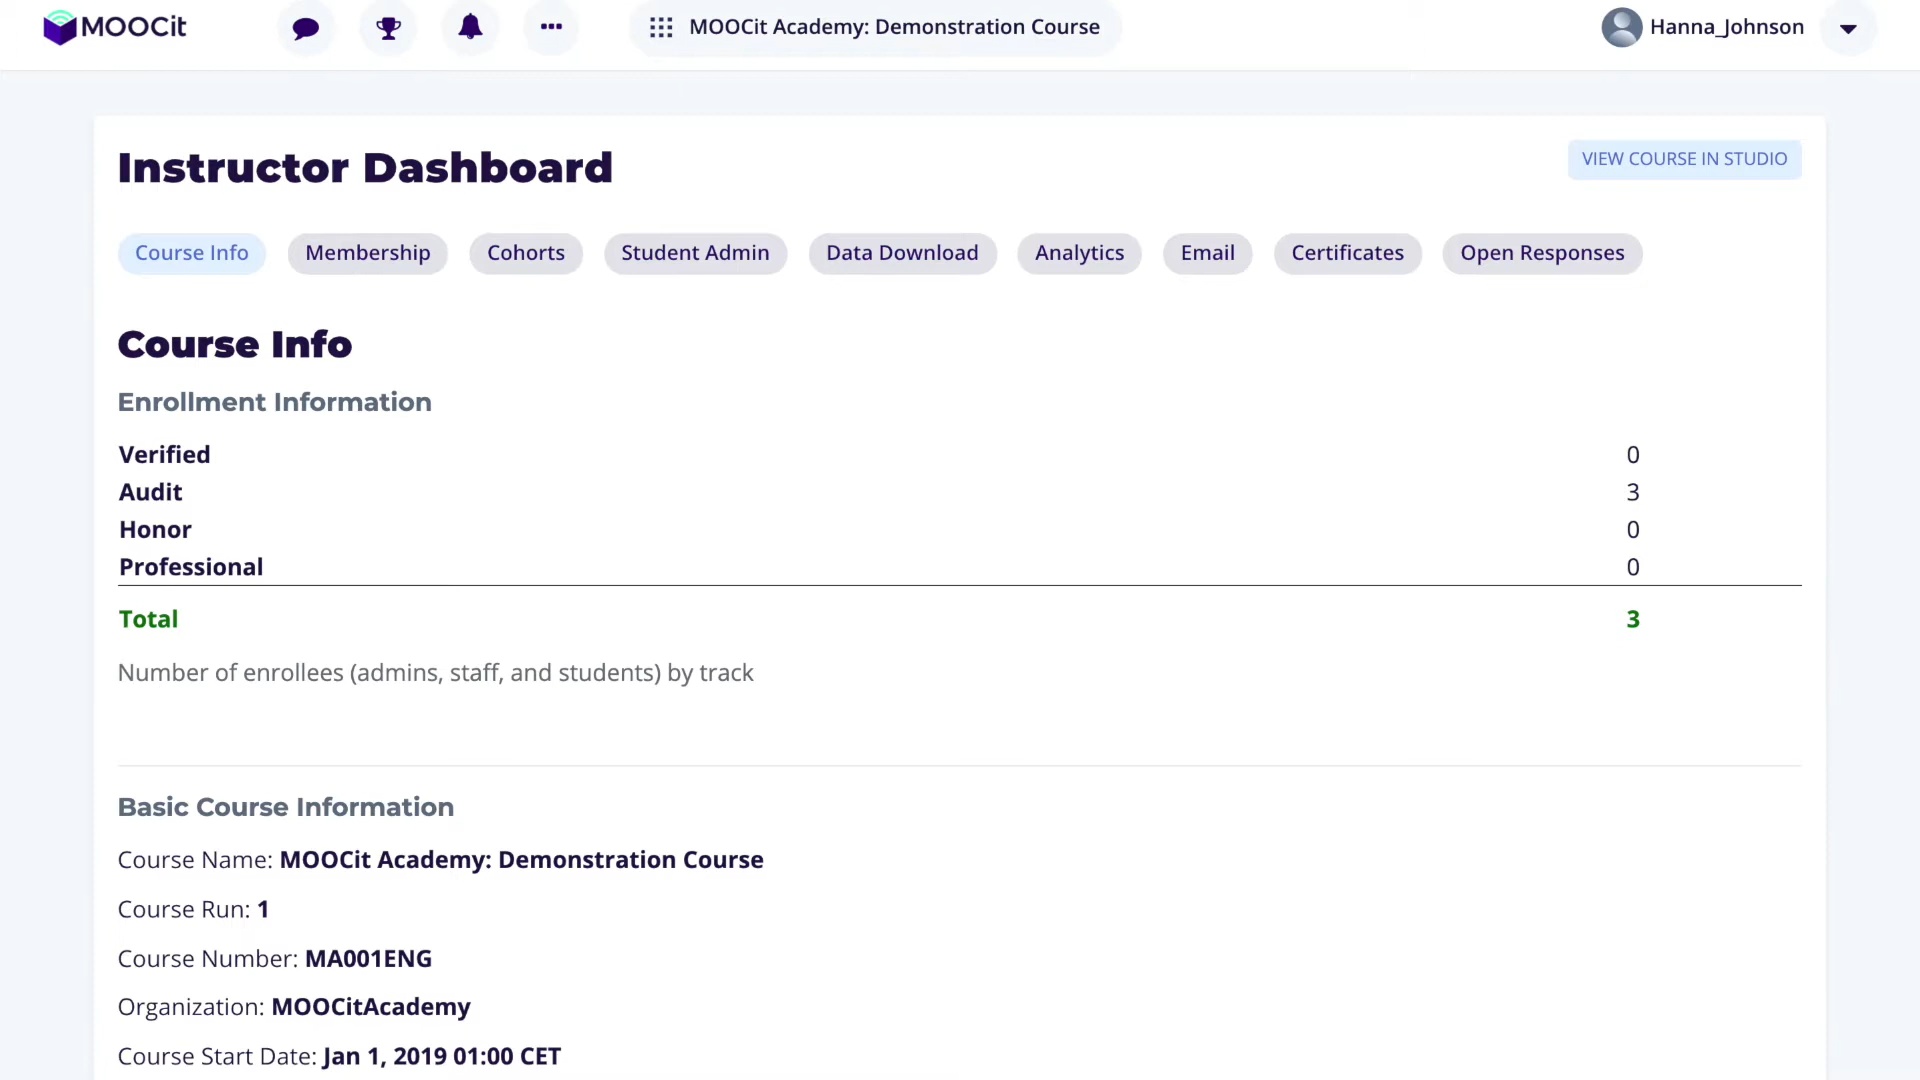 MOOCit
MOOCit Academy: Demonstration Course
Hanna_Johnson
Instructor Dashboard
VIEW COURSE IN STUDIO
Course Info
Membership
Cohorts
Student Admin
Data Download
Analytics
Email
Certificates
Open Responses
Course Info
Enrollment Information
Verified 0
Audit 3
Honor 0
Professional 0
Total 3
Number of enrollees (admins, staff, and students) by track
Basic Course Information
Course Name: MOOCit Academy: Demonstration Course
Course Run: 1
Course Number: MA001ENG
Organization: MOOCitAcademy
Course Start Date: Jan 1, 2019 01:00 CET